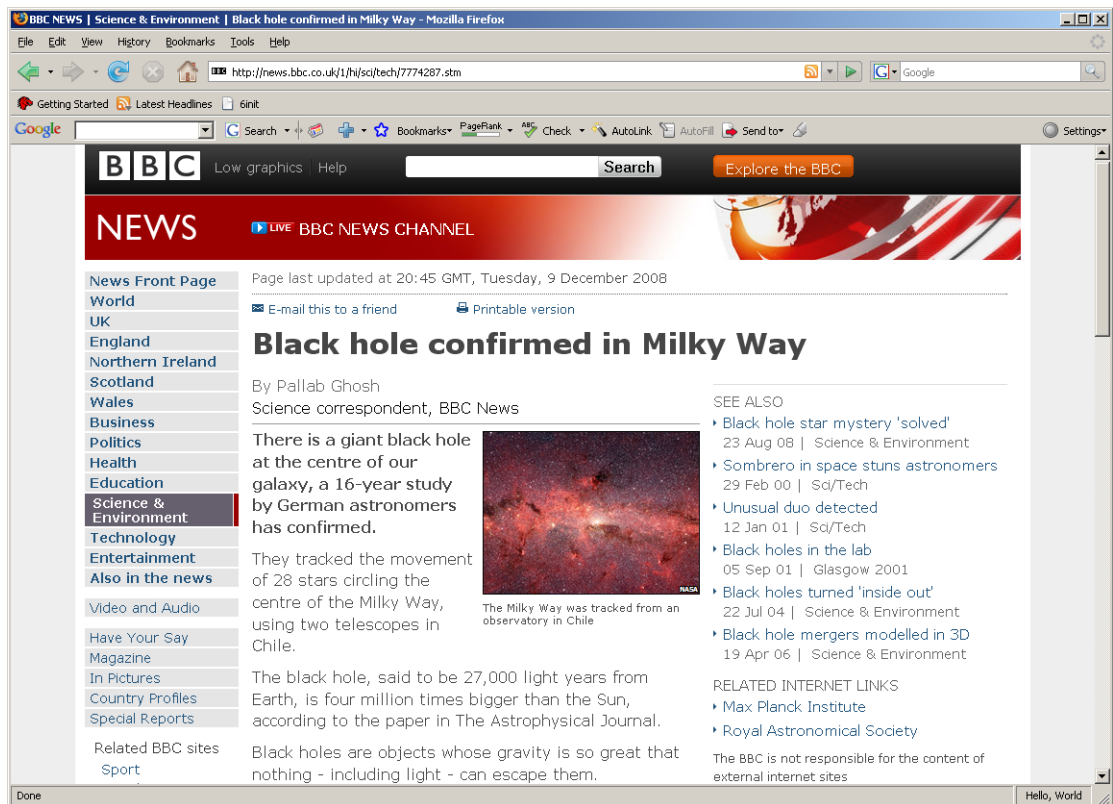 BBC NEWS | Science & Environment | Black hole confirmed in Milky Way - Mozilla Firefox
File Edit View History Bookmarks Tools Help
http://news.bbc.co.uk/1/hi/sci/tech/7774287.stm
G Google
Getting Started Latest Headlines 6init
Google G Search Bookmarks PageRank ABC Check AutoLink AutoFill Send to Settings
BBC Low graphics Help Search Explore the BBC
NEWS LIVE BBC NEWS CHANNEL
News Front Page
World
UK
England
Northern Ireland
Scotland
Wales
Business
Politics
Health
Education
Science &
Environment
Technology
Entertainment
Also in the news
Video and Audio
Have Your Say
Magazine
In Pictures
Country Profiles
Special Reports
Related BBC sites
Sport
Page last updated at 20:45 GMT, Tuesday, 9 December 2008
E-mail this to a friend Printable version
Black hole confirmed in Milky Way
By Pallab Ghosh
Science correspondent, BBC News
There is a giant black hole
at the centre of our
galaxy, a 16-year study
by German astronomers
has confirmed.
NASA
The Milky Way was tracked from an
observatory in Chile
They tracked the movement
of 28 stars circling the
centre of the Milky Way,
using two telescopes in
Chile.
The black hole, said to be 27,000 light years from
Earth, is four million times bigger than the Sun,
according to the paper in The Astrophysical Journal.
Black holes are objects whose gravity is so great that
nothing - including light - can escape them.
SEE ALSO
Black hole star mystery 'solved'
23 Aug 08 | Science & Environment
Sombrero in space stuns astronomers
29 Feb 00 | Sci/Tech
Unusual duo detected
12 Jan 01 | Sci/Tech
Black holes in the lab
05 Sep 01 | Glasgow 2001
Black holes turned 'inside out'
22 Jul 04 | Science & Environment
Black hole mergers modelled in 3D
19 Apr 06 | Science & Environment
RELATED INTERNET LINKS
Max Planck Institute
Royal Astronomical Society
The BBC is not responsible for the content of
external internet sites
Done Hello, World